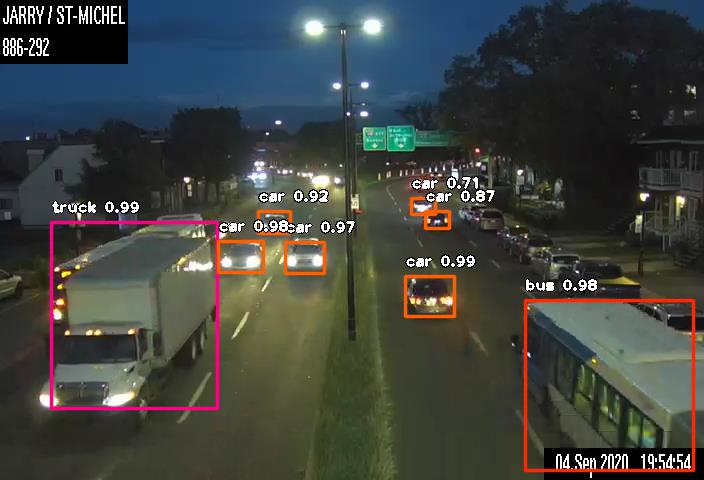 JARRY / ST-MICHEL
886-292
car 0.71
car 0.92
car 0.87
truck 0.99
car 0.98
car 0.97
car 0.99
bus 0.98
04 Sep 2020 19:54:54